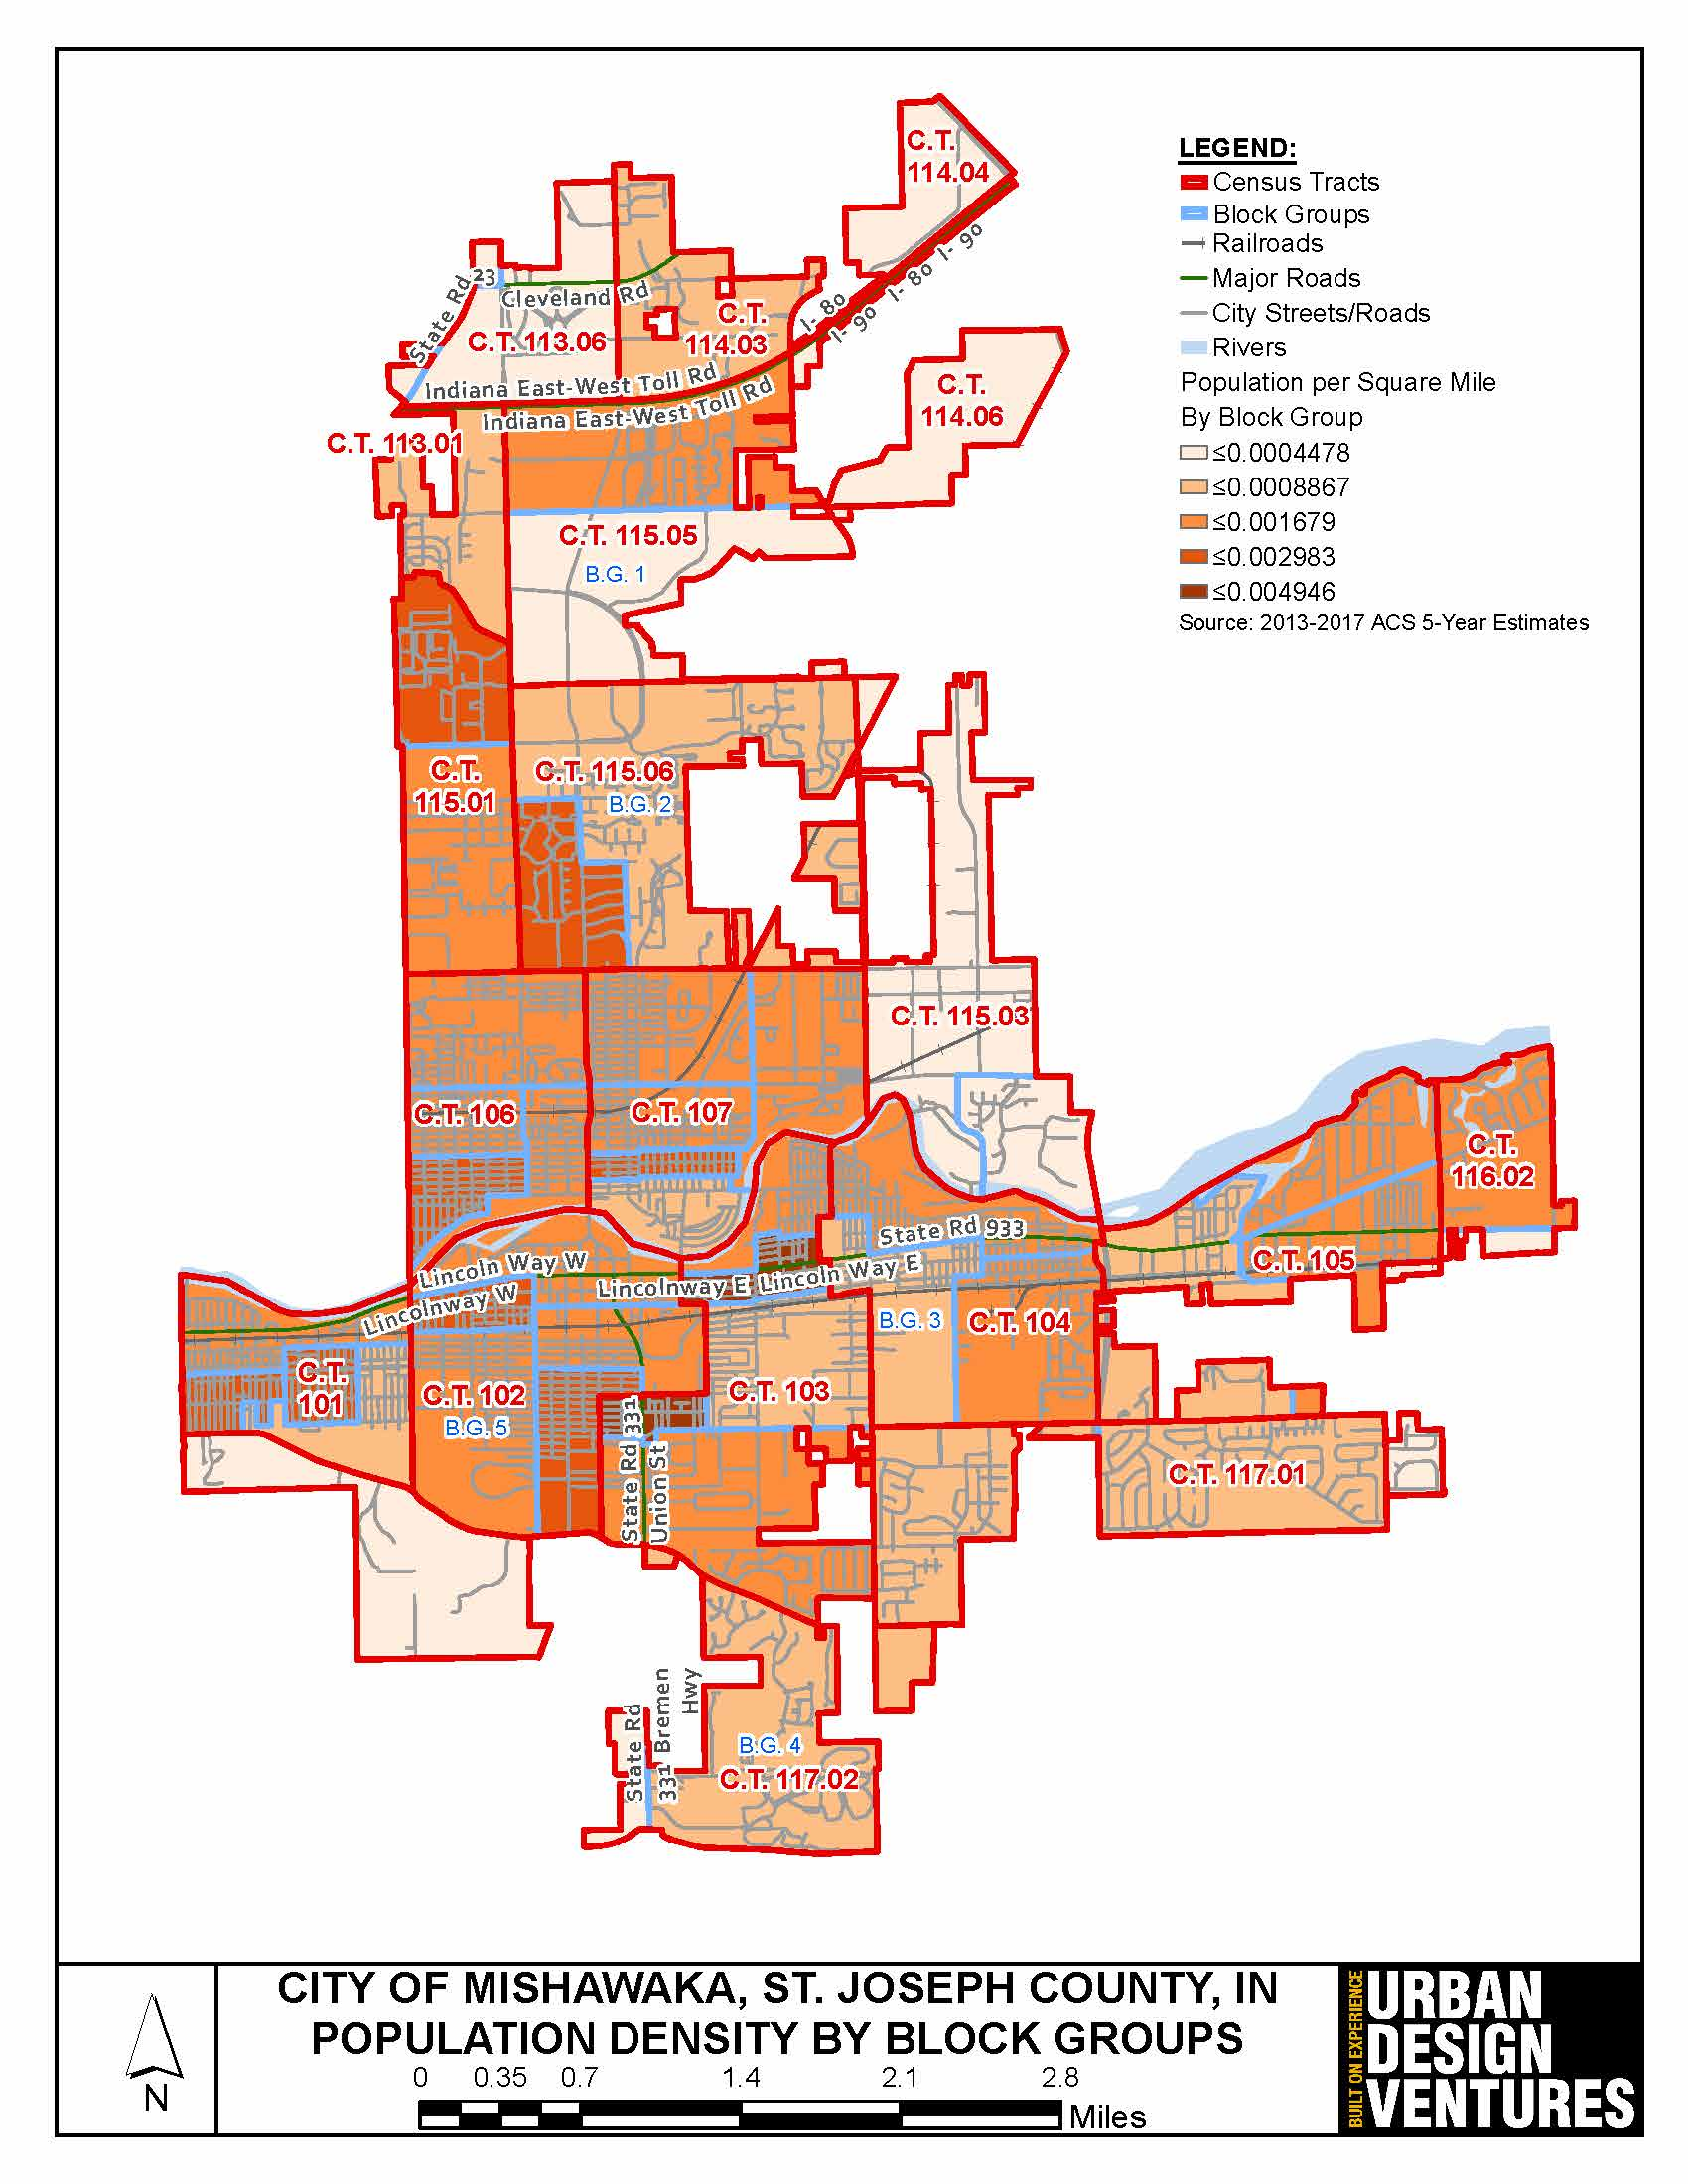 C.T.
114.04
LEGEND:
Census Tracts
Block Groups
Railroads
Major Roads
City Streets/Roads
Rivers
Population per Square Mile
By Block Group
≤0.0004478
≤0.0008867
≤0.001679
≤0.002983
≤0.004946
Source: 2013-2017 ACS 5-Year Estimates
State Rd 23
Cleveland Rd
I- 80 I- 90
I- 80
I- 90
C.T. 113.06
C.T.
114.03
Indiana East-West Toll Rd
Indiana East-West Toll Rd
C.T.
114.06
C.T. 113.01
C.T. 115.05
B.G. 1
C.T.
115.01
C.T. 115.06
B.G. 2
C.T. 115.03
C.T. 106
C.T. 107
C.T.
116.02
State Rd 933
Lincoln Way W
Lincolnway W
Lincolnway E
Lincoln Way E
C.T. 105
B.G. 3
C.T. 104
C.T.
101
C.T. 102
B.G. 5
C.T. 103
State Rd 331
Union St
C.T. 117.01
State Rd
331 Bremen
Hwy
B.G. 4
C.T. 117.02
N
CITY OF MISHAWAKA, ST. JOSEPH COUNTY, IN
POPULATION DENSITY BY BLOCK GROUPS
0 0.35 0.7 1.4 2.1 2.8
Miles
BUILT ON EXPERIENCE
URBAN
DESIGN
VENTURES